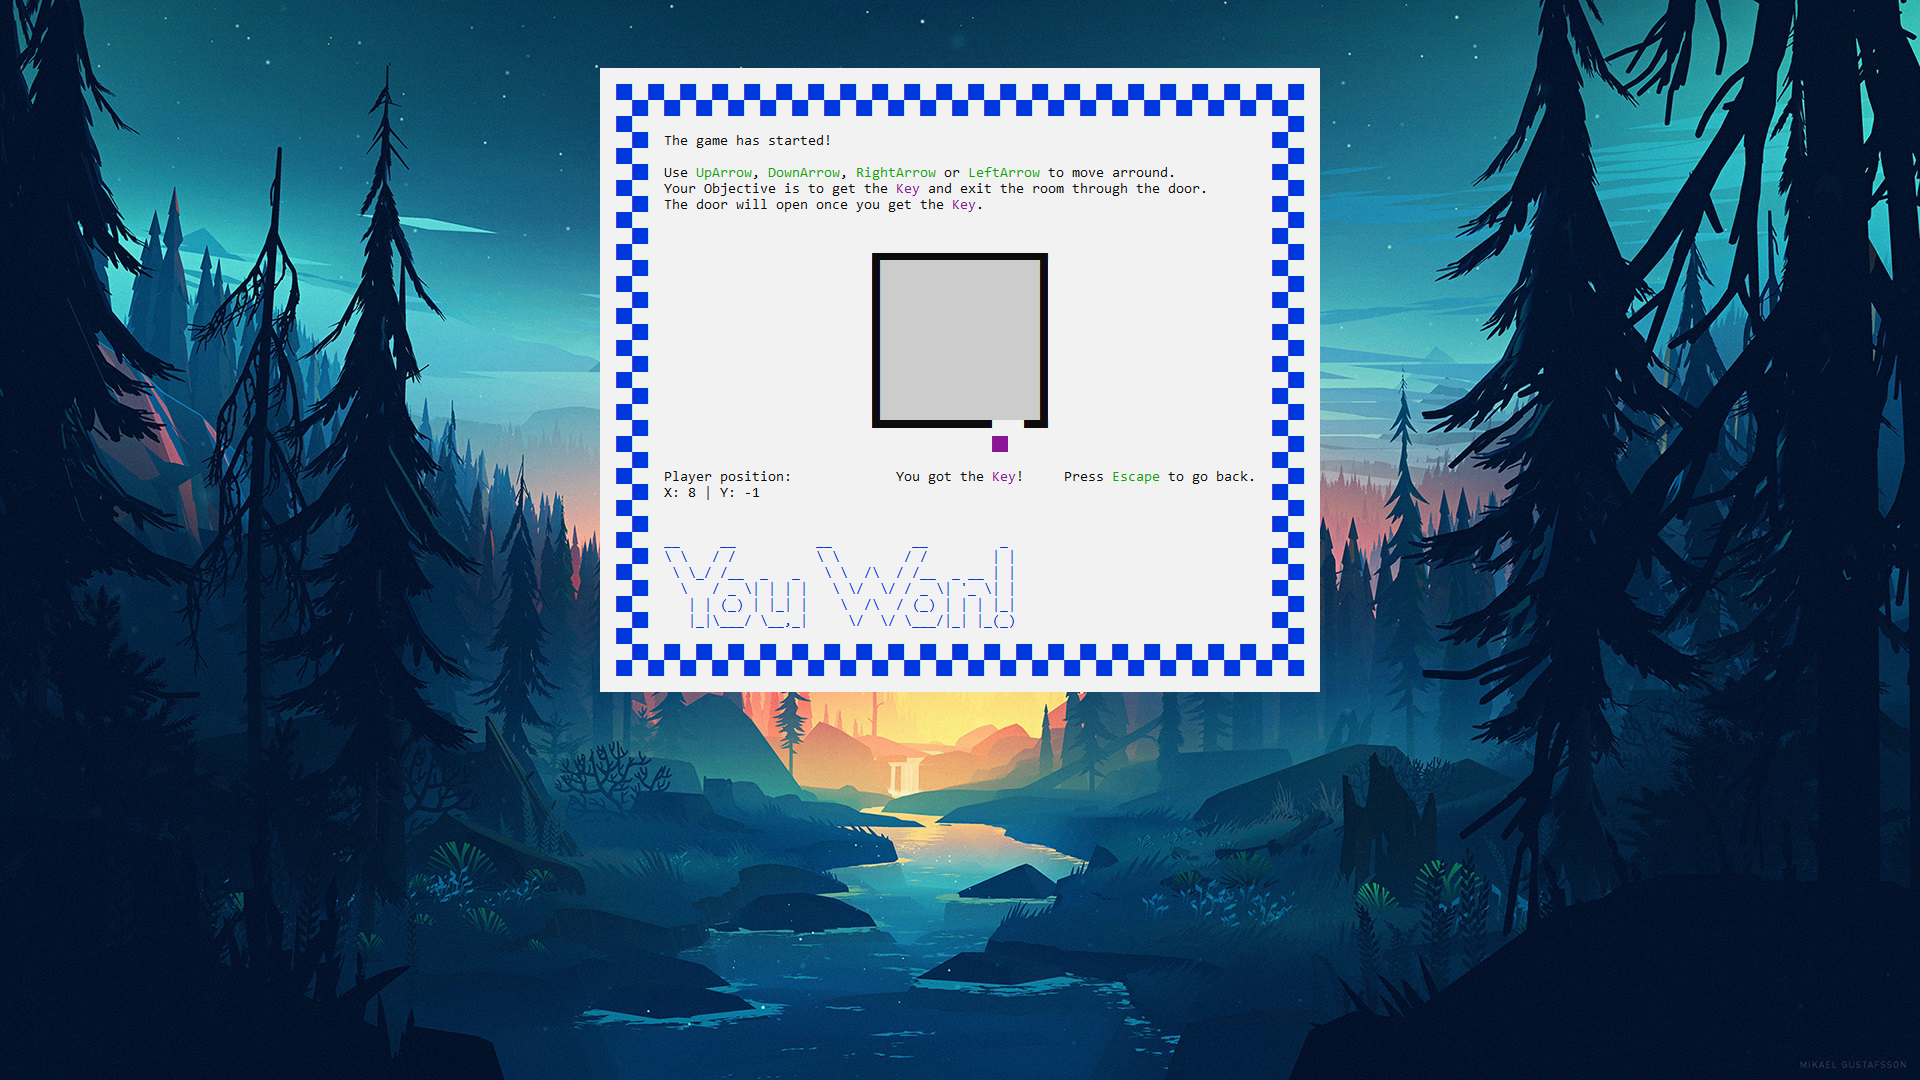 The game has started!
Use UpArrow, DownArrow, RightArrow or LeftArrow to move arround.
Your Objective is to get the Key and exit the room through the door.
The door will open once you get the Key.
Player position:
You got the Key!
Press Escape to go back.
X: 8 | Y: -1
You Won!
MIKAEL GUSTAFSSON